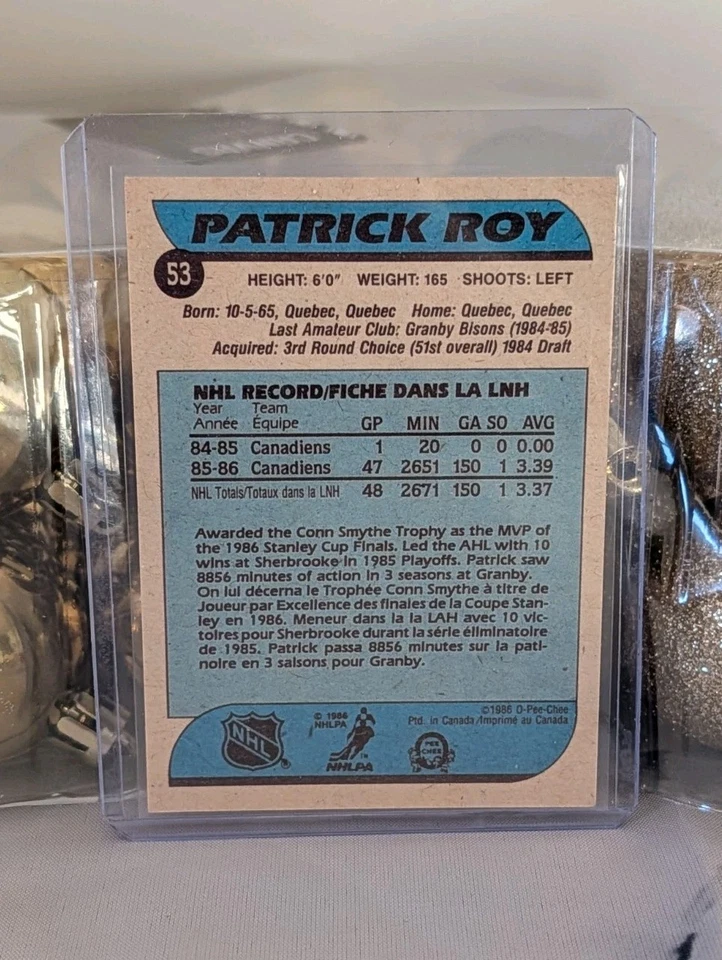 PATRICK ROY
53
HEIGHT: 6'0" WEIGHT: 165 SHOOTS: LEFT
Born: 10-5-65, Quebec, Quebec Home: Quebec, Quebec
Last Amateur Club: Granby Bisons (1984-85)
Acquired: 3rd Round Choice (51st overall) 1984 Draft
NHL RECORD/FICHE DANS LA LNH
Year Team
Année Équipe GP MIN GA SO AVG
84-85 Canadiens 1 20 0 0 0.00
85-86 Canadiens 47 2651 150 1 3.39
NHL Totals/Totaux dans la LNH 48 2671 150 1 3.37
Awarded the Conn Smythe Trophy as the MVP of
the 1986 Stanley Cup Finals. Led the AHL with 10
wins at Sherbrooke in 1985 Playoffs. Patrick saw
8856 minutes of action in 3 seasons at Granby.
On lui décerna le Trophée Conn Smythe à titre de
Joueur par Excellence des finales de la Coupe Stan-
ley en 1986. Meneur dans la la LAH avec 10 vic-
toires pour Sherbrooke durant la série éliminatoire
de 1985. Patrick passa 8856 minutes sur la pati-
noire en 3 saisons pour Granby.
©1986 O-Pee-Chee
Ptd. in Canada/Imprimé au Canada
© 1986
NHLPA
NHL
NHLPA
TM
O PEE
CHEE